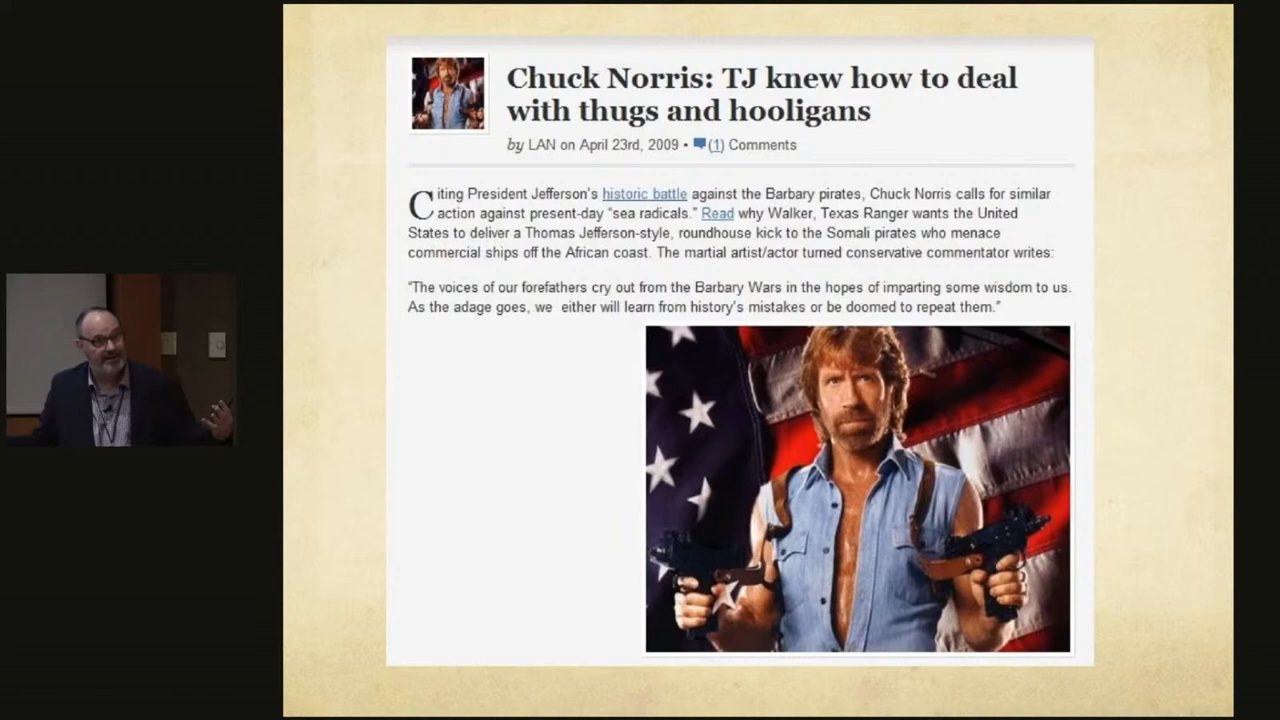 Chuck Norris: TJ knew how to deal
with thugs and hooligans
by LAN on April 23rd, 2009 • (1) Comments
Citing President Jefferson's historic battle against the Barbary pirates, Chuck Norris calls for similar
action against present-day “sea radicals.” Read why Walker, Texas Ranger wants the United
States to deliver a Thomas Jefferson-style, roundhouse kick to the Somali pirates who menace
commercial ships off the African coast. The martial artist/actor turned conservative commentator writes:
“The voices of our forefathers cry out from the Barbary Wars in the hopes of imparting some wisdom to us.
As the adage goes, we  either will learn from history's mistakes or be doomed to repeat them.”